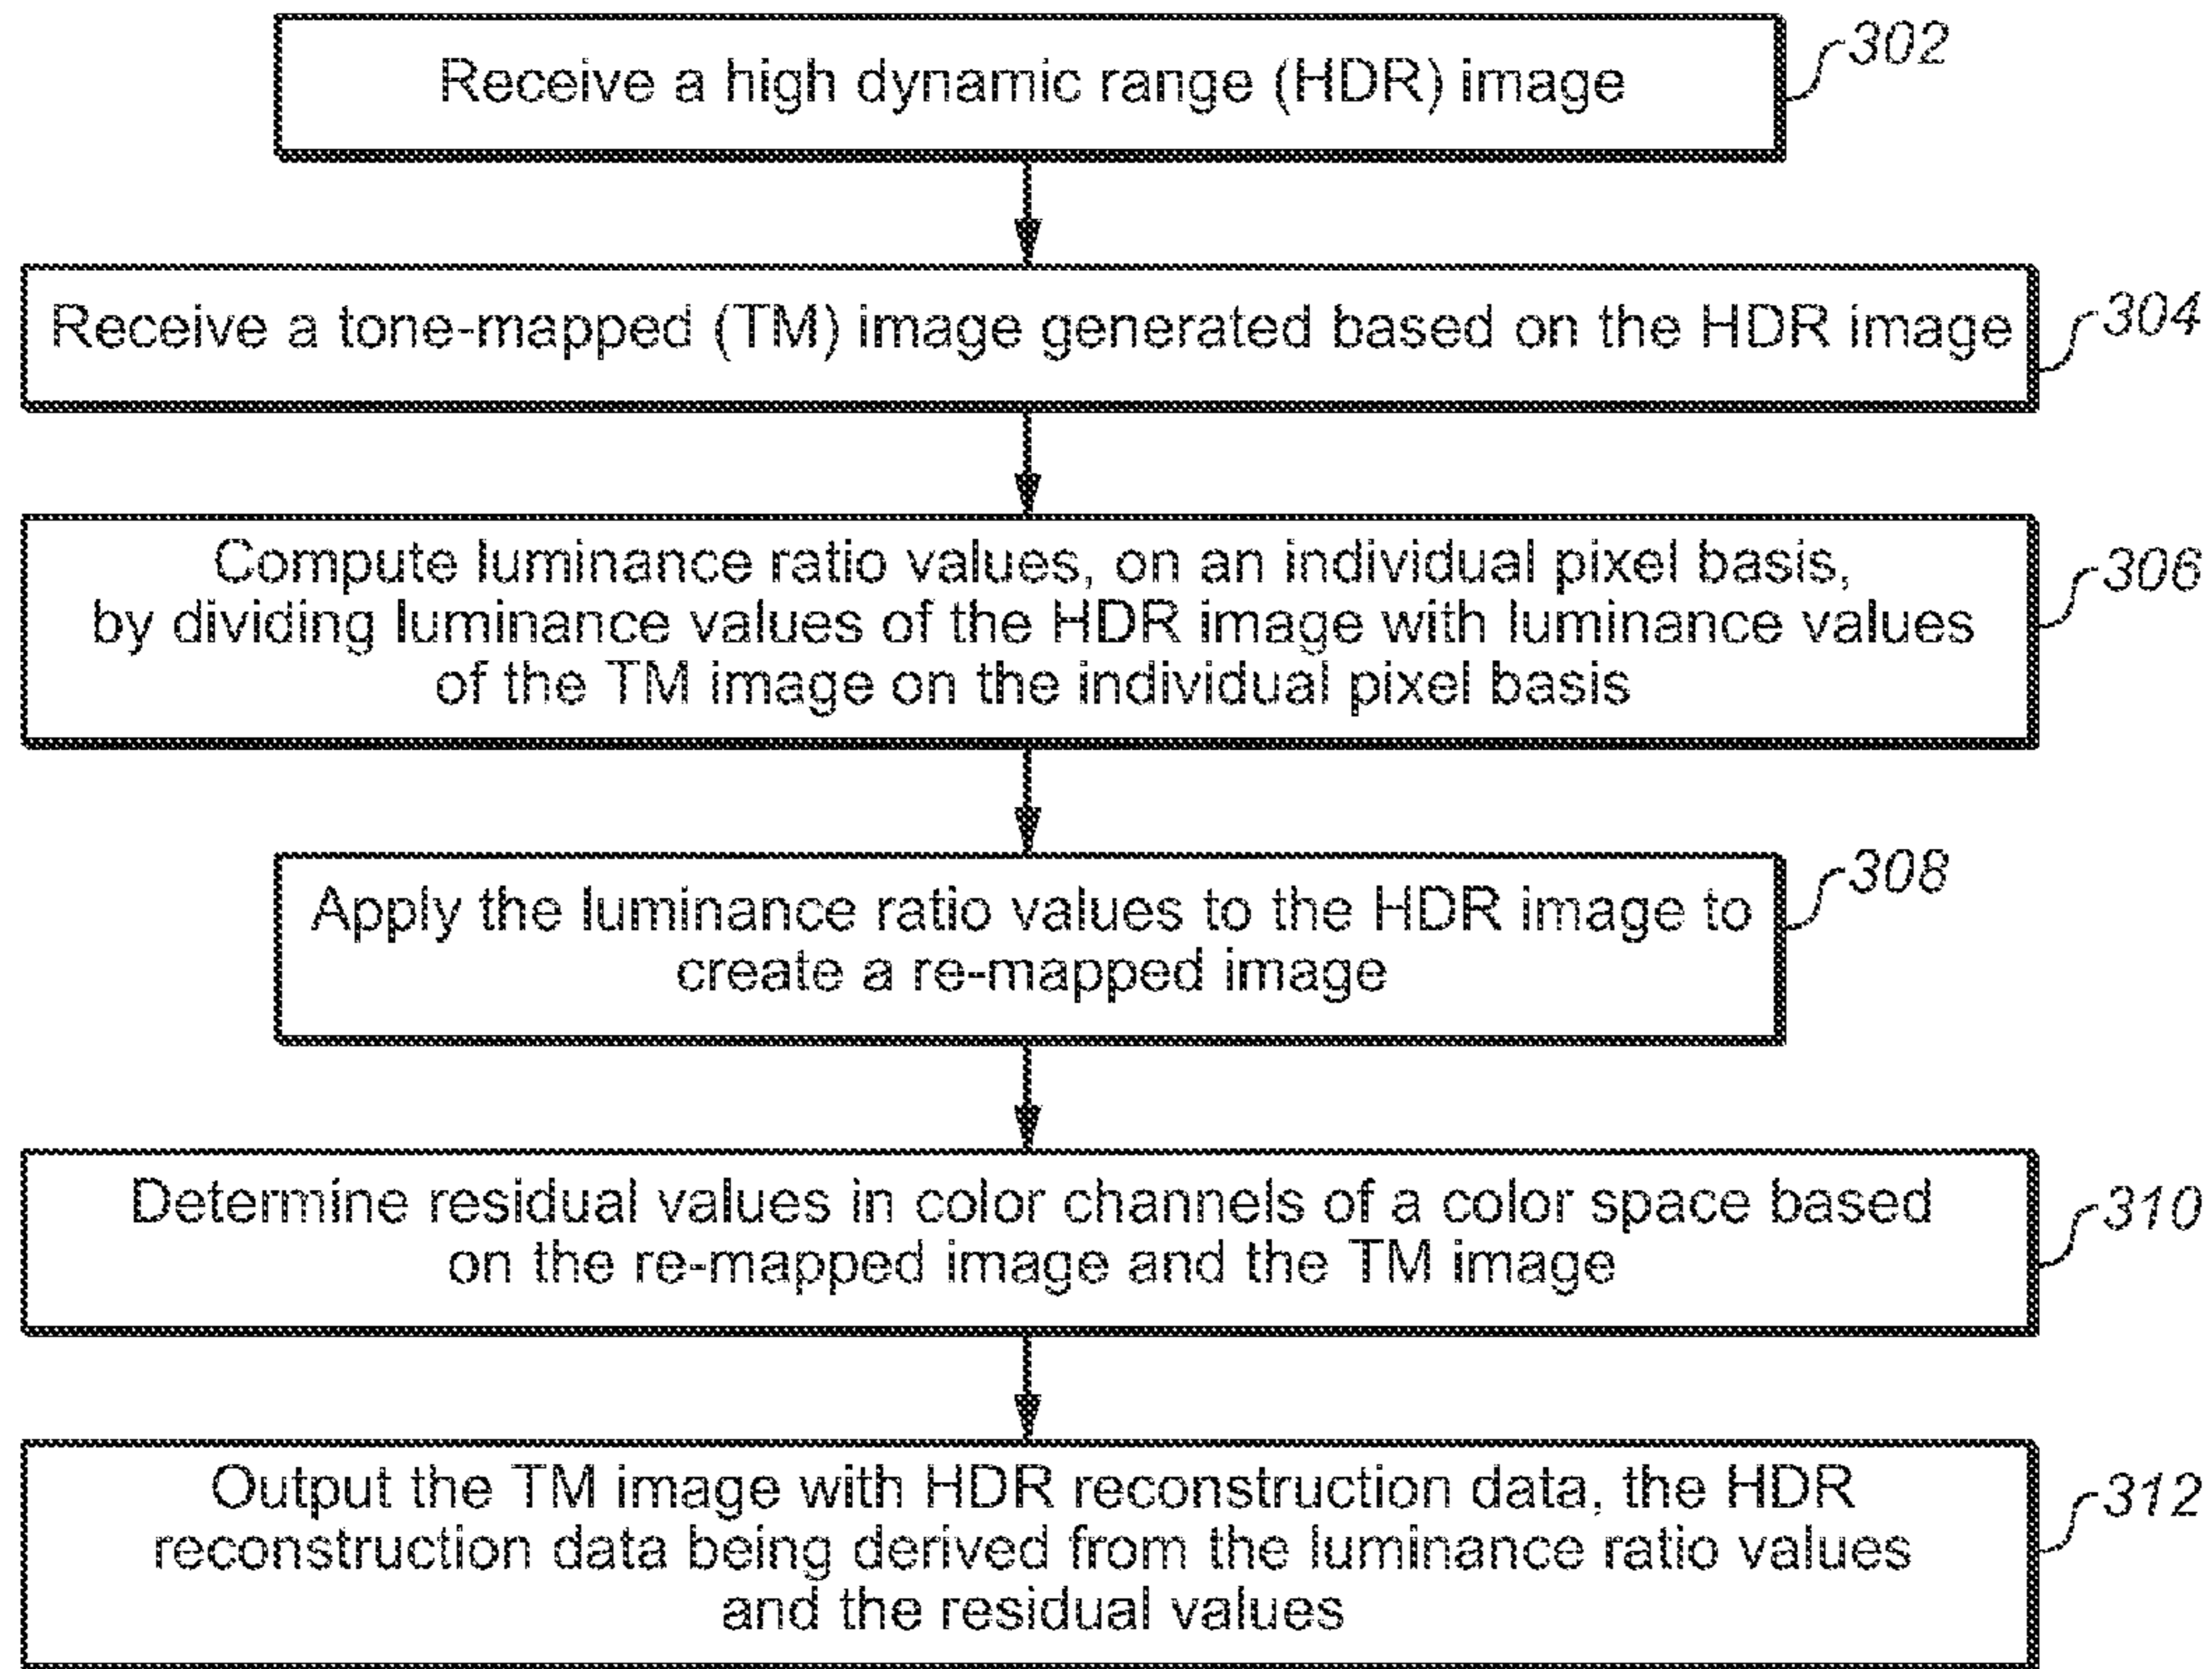 Receive a high dynamic range (HDR) image
302
Receive a tone-mapped (TM) image generated based on the HDR image
304
Compute luminance ratio values, on an individual pixel basis,
by dividing luminance values of the HDR image with luminance values
of the TM image on the individual pixel basis
306
Apply the luminance ratio values to the HDR image to
create a re-mapped image
308
Determine residual values in color channels of a color space based
on the re-mapped image and the TM image
310
Output the TM image with HDR reconstruction data, the HDR
reconstruction data being derived from the luminance ratio values
and the residual values
312